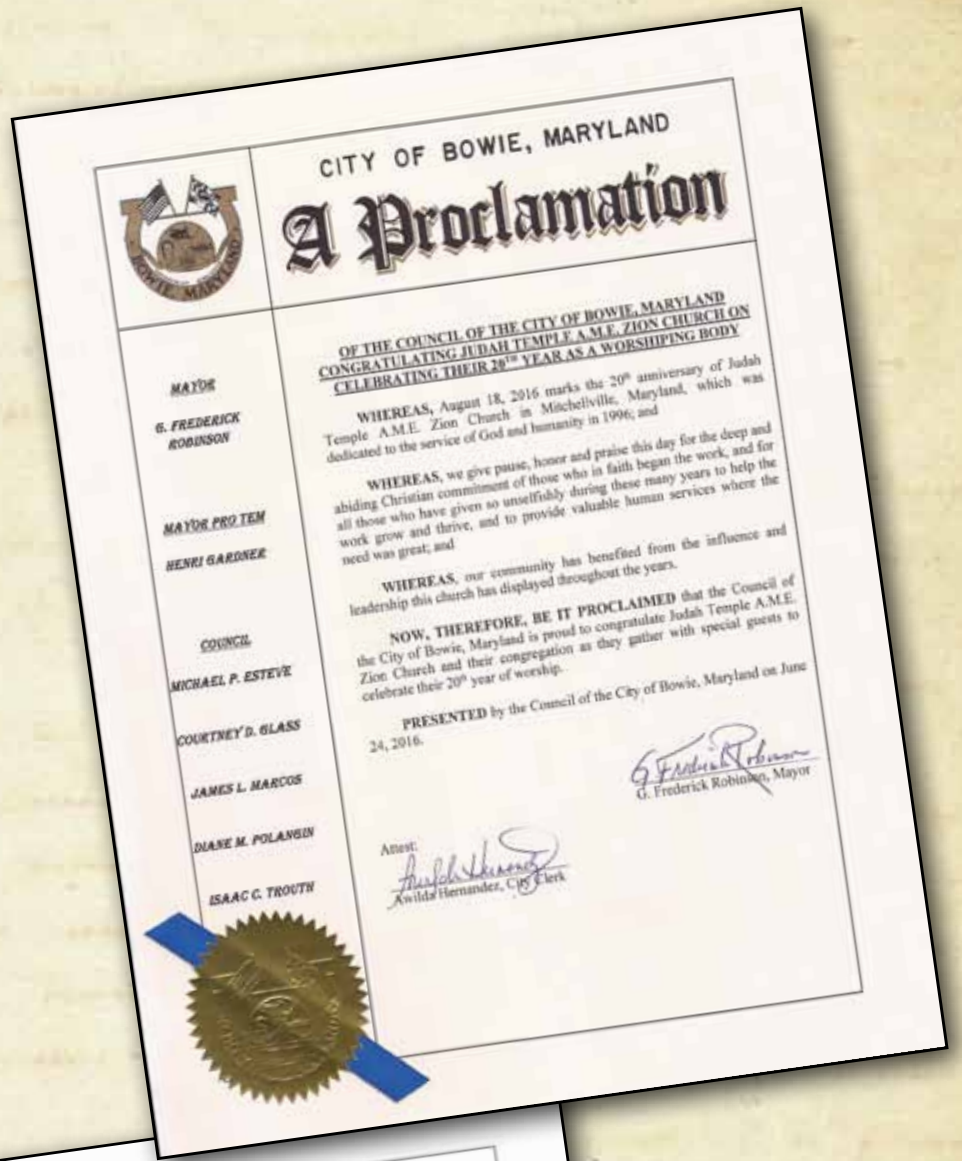 CITY OF BOWIE, MARYLAND
A Proclamation
BOWIE, MARYLAND
MAYOR
G. FREDERICK
ROBINSON
MAYOR PRO TEM
HENRI GARDNER
COUNCIL
MICHAEL P. ESTEVE
COURTNEY D. GLASS
JAMES L. MARCOS
DIANE M. POLANGIN
ISAAC C. TROUTH
OF THE COUNCIL OF THE CITY OF BOWIE, MARYLAND
CONGRATULATING JUDAH TEMPLE A.M.E. ZION CHURCH ON
CELEBRATING THEIR 20TH YEAR AS A WORSHIPING BODY
WHEREAS, August 18, 2016 marks the 20th anniversary of Judah
Temple A.M.E. Zion Church in Mitchellville, Maryland, which was
dedicated to the service of God and humanity in 1996; and
WHEREAS, we give pause, honor and praise this day for the deep and
abiding Christian commitment of those who in faith began the work, and for
all those who have given so unselfishly during these many years to help the
work grow and thrive, and to provide valuable human services where the
need was great; and
WHEREAS, our community has benefited from the influence and
leadership this church has displayed throughout the years.
NOW, THEREFORE, BE IT PROCLAIMED that the Council of
the City of Bowie, Maryland is proud to congratulate Judah Temple A.M.E.
Zion Church and their congregation as they gather with special guests to
celebrate their 20th year of worship.
PRESENTED by the Council of the City of Bowie, Maryland on June
24, 2016.
G Frederick Robinson
G. Frederick Robinson, Mayor
Attest:
Awilda Hernandez, City Clerk